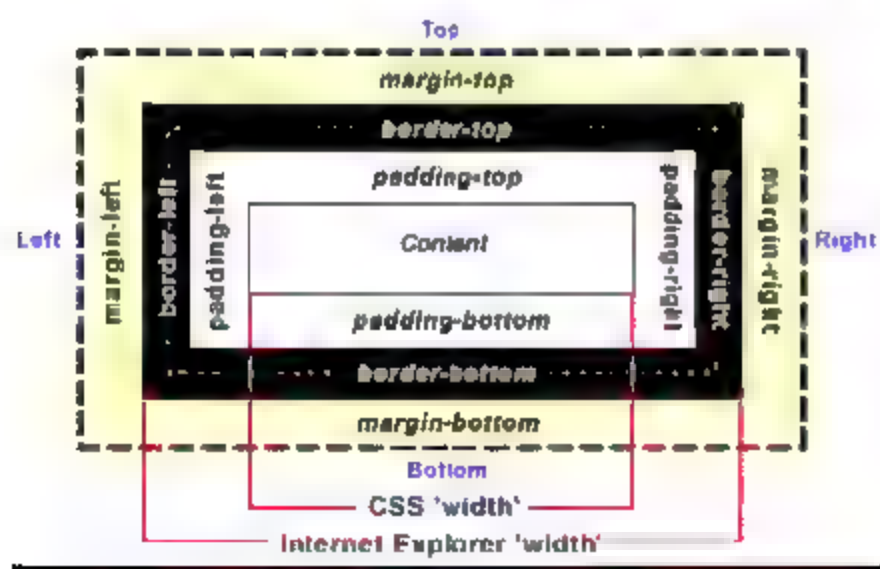 Top
margin-top
border-top
padding-top
Left
margin-left
border-left
padding-left
Content
padding-right
border-right
margin-right
Right
padding-bottom
border-bottom
margin-bottom
Bottom
CSS 'width'
Internet Explorer 'width'